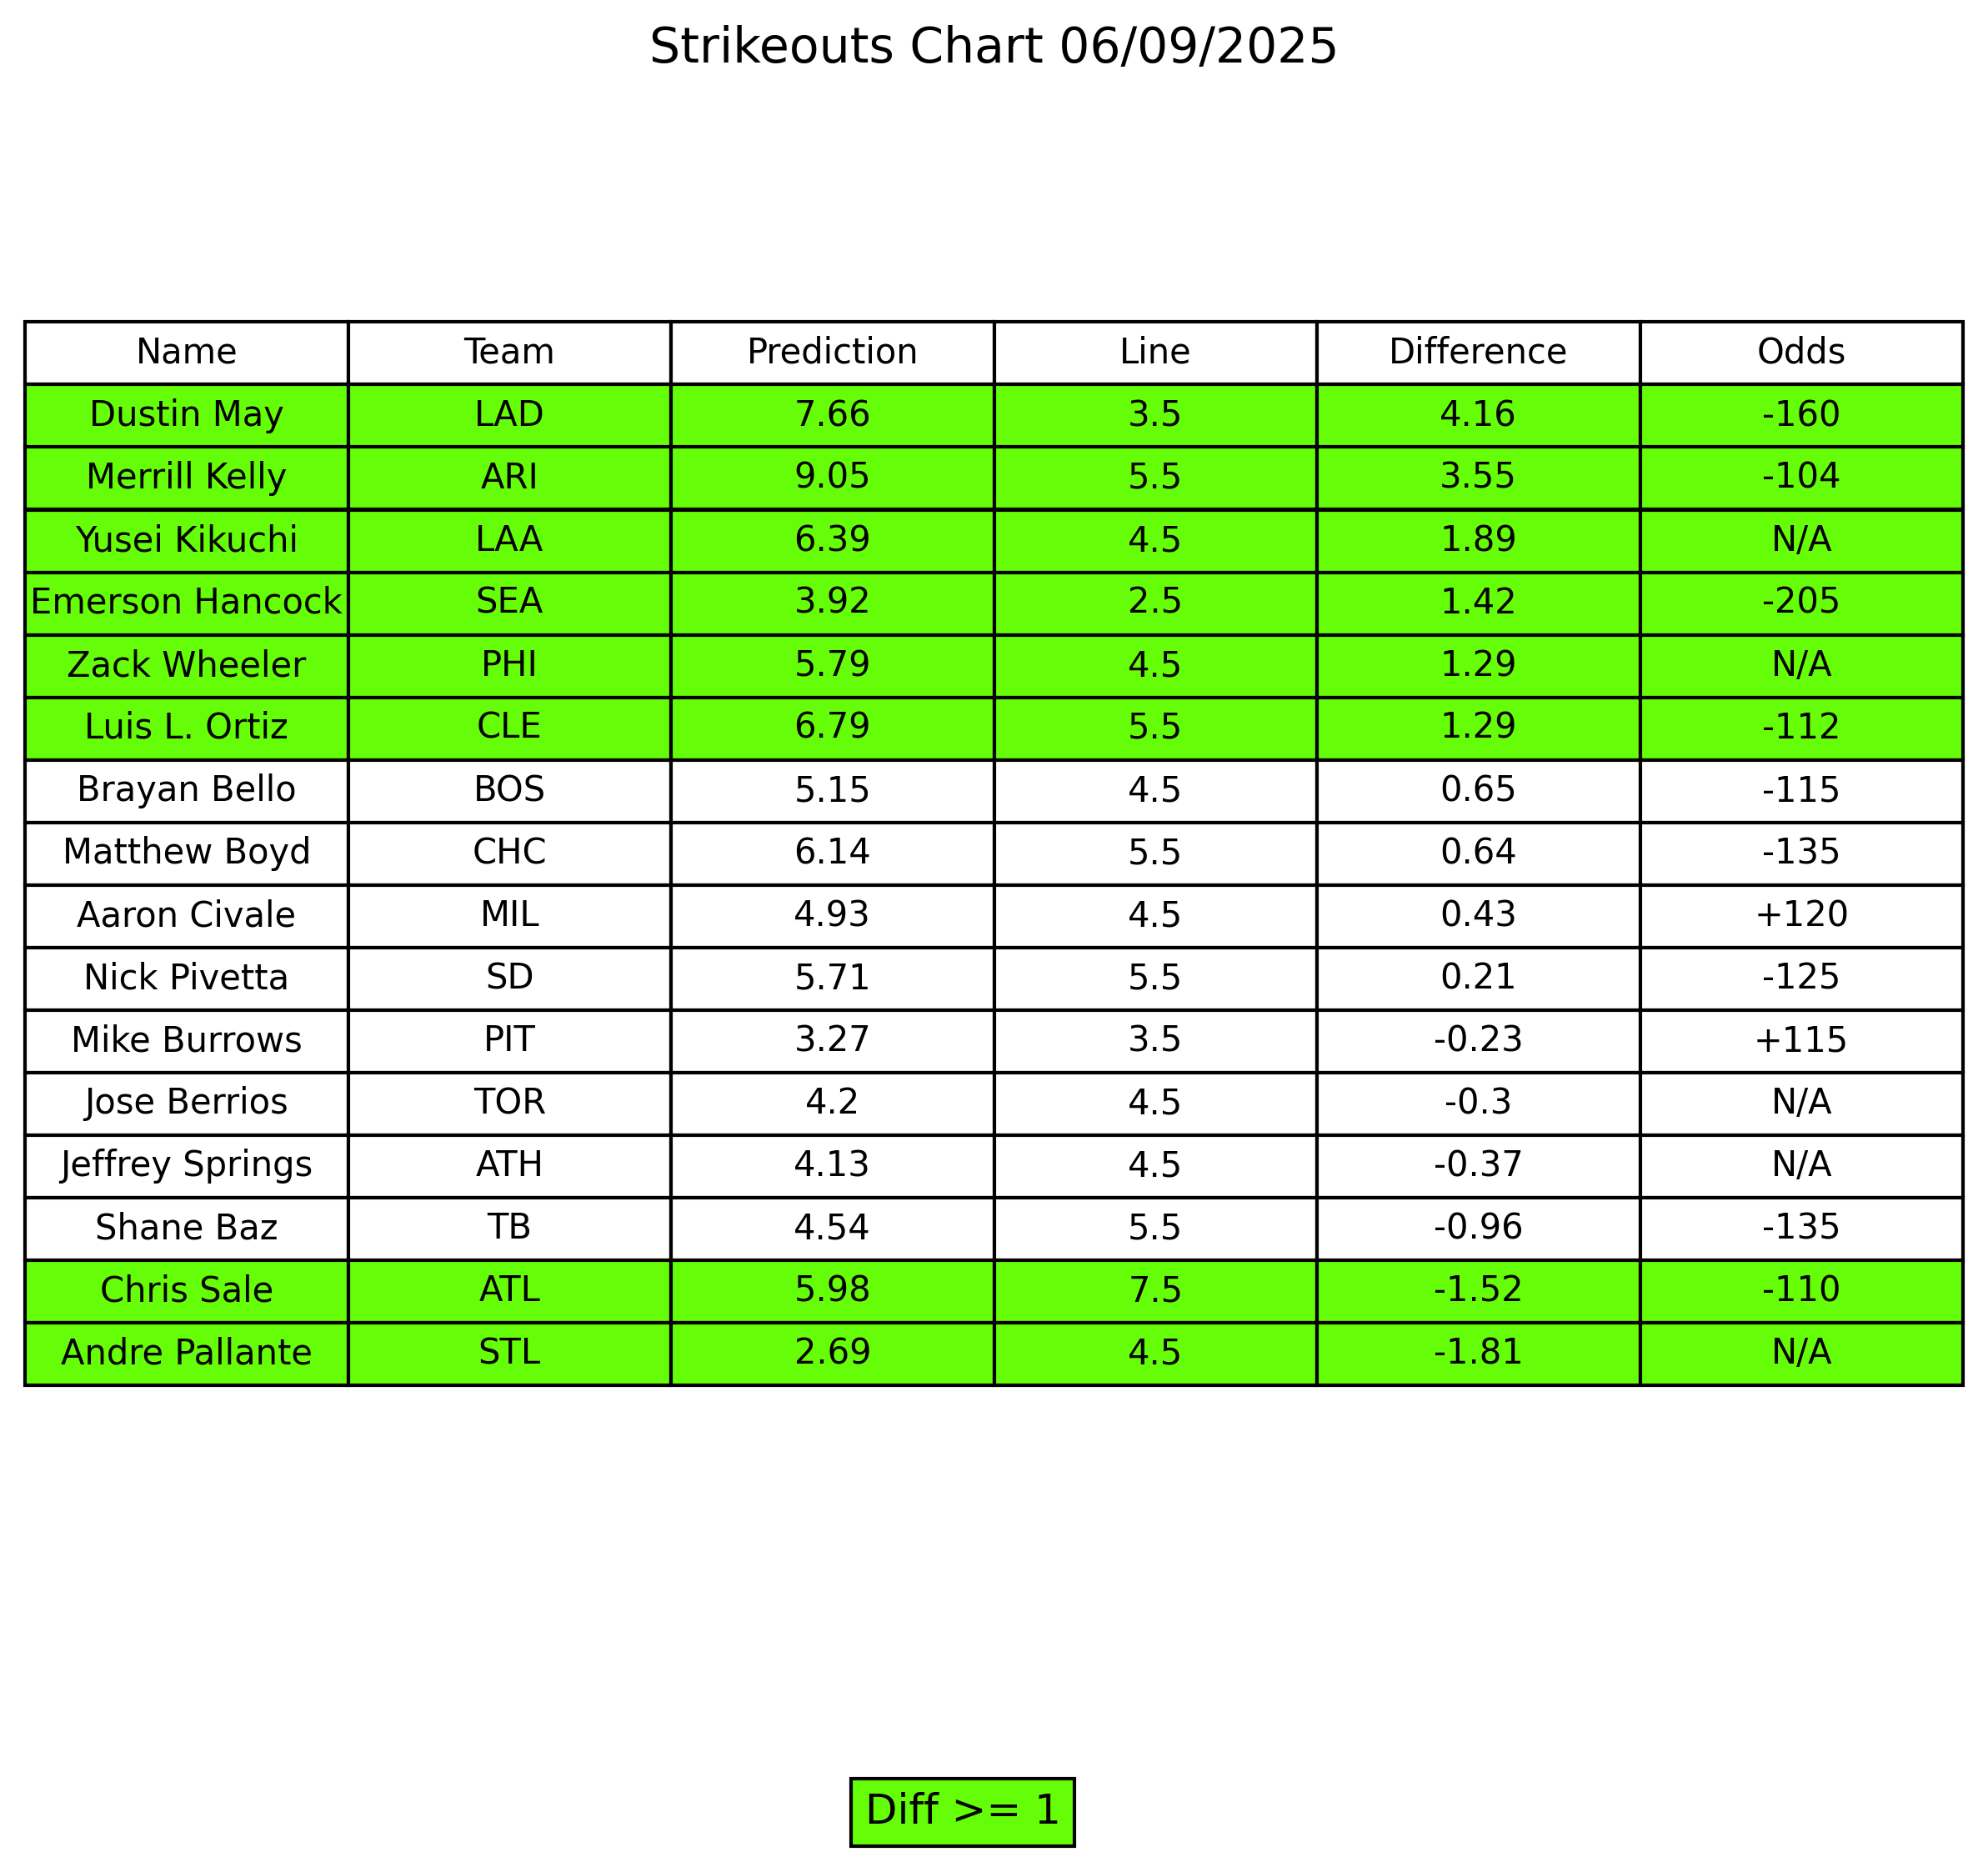 Strikeouts Chart 06/09/2025
Name Team Prediction Line Difference Odds
Dustin May LAD 7.66 3.5 4.16 -160
Merrill Kelly ARI 9.05 5.5 3.55 -104
Yusei Kikuchi LAA 6.39 4.5 1.89 N/A
Emerson Hancock SEA 3.92 2.5 1.42 -205
Zack Wheeler PHI 5.79 4.5 1.29 N/A
Luis L. Ortiz CLE 6.79 5.5 1.29 -112
Brayan Bello BOS 5.15 4.5 0.65 -115
Matthew Boyd CHC 6.14 5.5 0.64 -135
Aaron Civale MIL 4.93 4.5 0.43 +120
Nick Pivetta SD 5.71 5.5 0.21 -125
Mike Burrows PIT 3.27 3.5 -0.23 +115
Jose Berrios TOR 4.2 4.5 -0.3 N/A
Jeffrey Springs ATH 4.13 4.5 -0.37 N/A
Shane Baz TB 4.54 5.5 -0.96 -135
Chris Sale ATL 5.98 7.5 -1.52 -110
Andre Pallante STL 2.69 4.5 -1.81 N/A
Diff >= 1